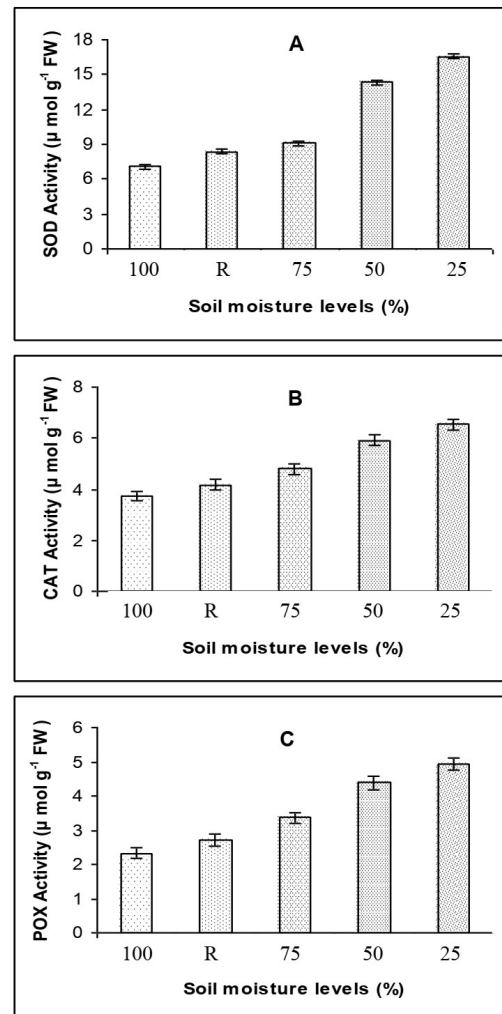 A
SOD Activity (µ mol g⁻¹ FW)
18
15
12
9
6
3
0
100 R 75 50 25
Soil moisture levels (%)
B
CAT Activity (µ mol g⁻¹ FW )
8
6
4
2
0
100 R 75 50 25
Soil moisture levels (%)
C
POX Activity (µ mol g⁻¹ FW )
6
5
4
3
2
1
0
100 R 75 50 25
Soil moisture levels (%)